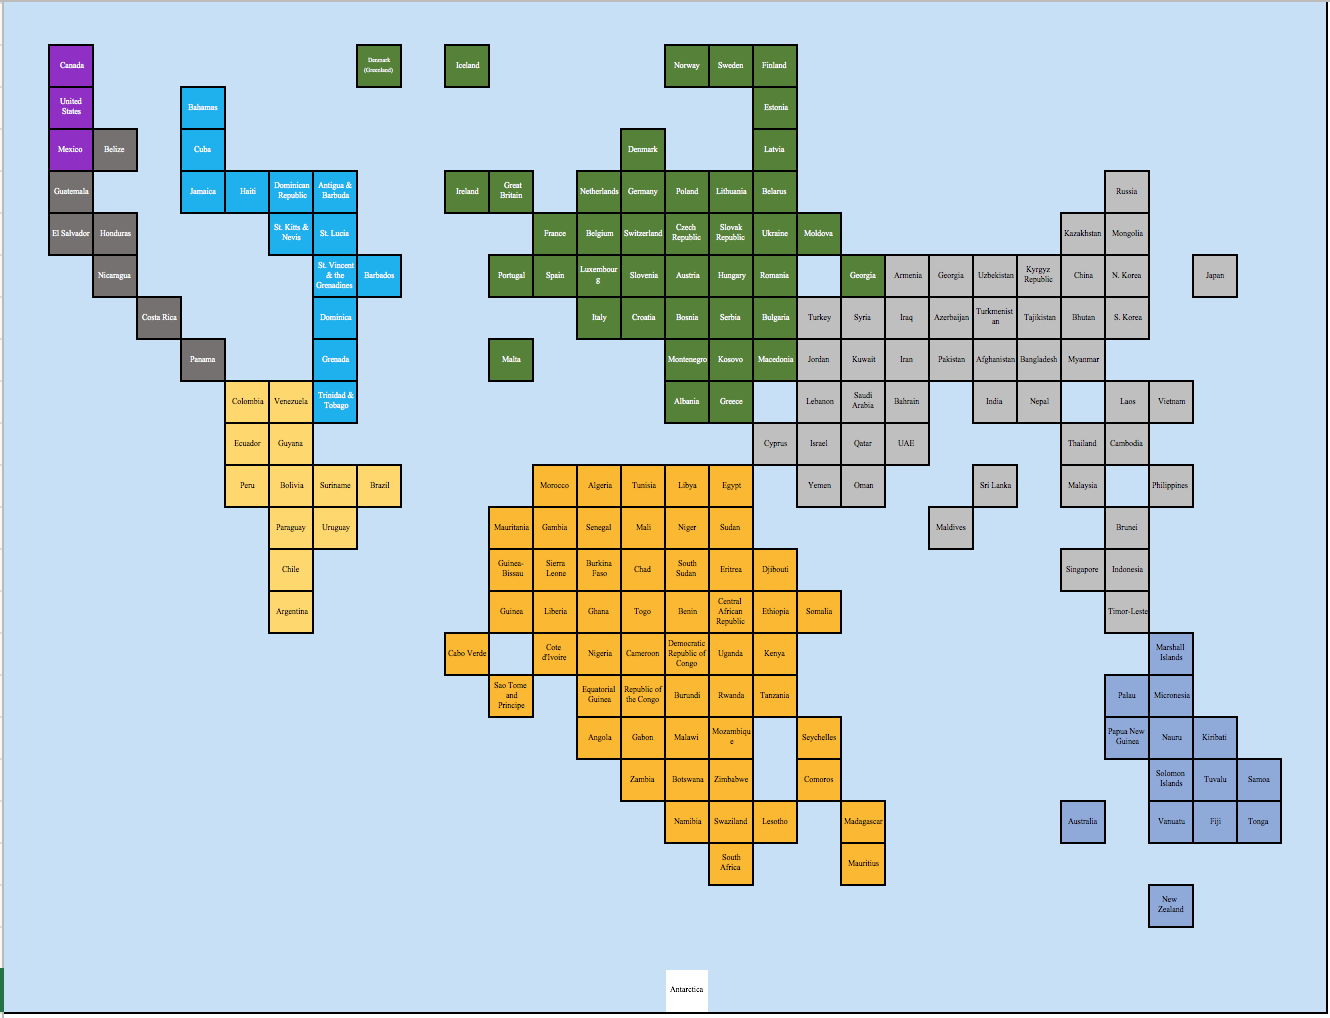 Canada
Denmark
(Greenland)
Iceland
Norway
Sweden
Finland
United
States
Bahamas
Estonia
Mexico
Belize
Cuba
Denmark
Latvia
Guatemala
Jamaica
Haiti
Dominican
Republic
Antigua &
Barbuda
Ireland
Great
Britain
Netherlands
Germany
Poland
Lithuania
Belarus
Russia
El Salvador
Honduras
St. Kitts &
Nevis
St. Lucia
France
Belgium
Switzerland
Czech
Republic
Slovak
Republic
Ukraine
Moldova
Kazakhstan
Mongolia
Nicaragua
St. Vincent
& the
Grenadines
Barbados
Portugal
Spain
Luxembour
g
Slovenia
Austria
Hungary
Romania
Georgia
Armenia
Georgia
Uzbekistan
Kyrgyz
Republic
China
N. Korea
Japan
Costa Rica
Dominica
Italy
Croatia
Bosnia
Serbia
Bulgaria
Turkey
Syria
Iraq
Azerbaijan
Turkmenist
an
Tajikistan
Bhutan
S. Korea
Panama
Grenada
Malta
Montenegro
Kosovo
Macedonia
Jordan
Kuwait
Iran
Pakistan
Afghanistan
Bangladesh
Myanmar
Colombia
Venezuela
Trinidad &
Tobago
Albania
Greece
Lebanon
Saudi
Arabia
Bahrain
India
Nepal
Laos
Vietnam
Ecuador
Guyana
Cyprus
Israel
Qatar
UAE
Thailand
Cambodia
Peru
Bolivia
Suriname
Brazil
Morocco
Algeria
Tunisia
Libya
Egypt
Yemen
Oman
Sri Lanka
Malaysia
Philippines
Paraguay
Uruguay
Mauritania
Gambia
Senegal
Mali
Niger
Sudan
Maldives
Brunei
Chile
Guinea-
Bissau
Sierra
Leone
Burkina
Faso
Chad
South
Sudan
Eritrea
Djibouti
Singapore
Indonesia
Argentina
Guinea
Liberia
Ghana
Togo
Benin
Central
African
Republic
Ethiopia
Somalia
Timor-Leste
Cabo Verde
Cote
d'Ivoire
Nigeria
Cameroon
Democratic
Republic of
Congo
Uganda
Kenya
Marshall
Islands
Sao Tome
and
Principe
Equatorial
Guinea
Republic of
the Congo
Burundi
Rwanda
Tanzania
Palau
Micronesia
Angola
Gabon
Malawi
Mozambiqu
e
Seychelles
Papua New
Guinea
Nauru
Kiribati
Zambia
Botswana
Zimbabwe
Comoros
Solomon
Islands
Tuvalu
Samoa
Namibia
Swaziland
Lesotho
Madagascar
Australia
Vanuatu
Fiji
Tonga
South
Africa
Mauritius
New
Zealand
Antarctica